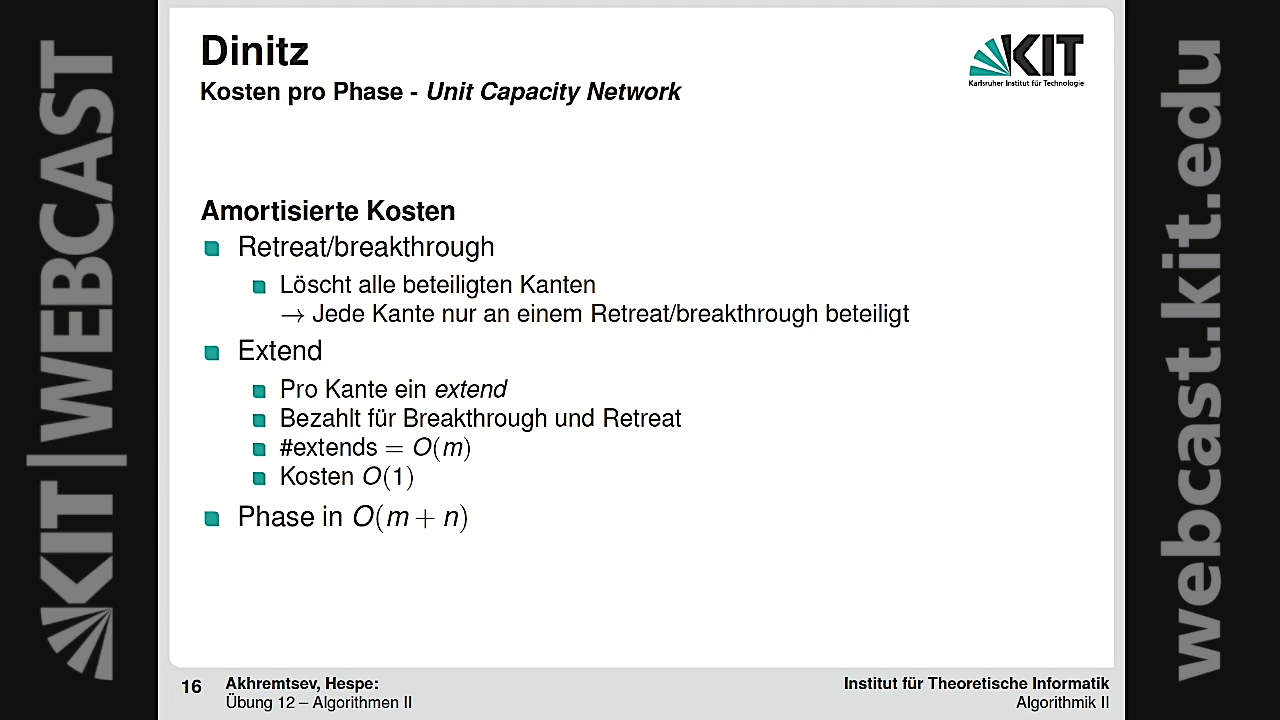 KIT|WEBCAST
Dinitz
Kosten pro Phase - Unit Capacity Network
KIT
Karlsruher Institut für Technologie
Amortisierte Kosten
Retreat/breakthrough
Löscht alle beteiligten Kanten
→ Jede Kante nur an einem Retreat/breakthrough beteiligt
Extend
Pro Kante ein extend
Bezahlt für Breakthrough und Retreat
#extends = O(m)
Kosten O(1)
Phase in O(m + n)
16
Akhremtsev, Hespe:
Übung 12 – Algorithmen II
Institut für Theoretische Informatik
Algorithmik II
webcast.kit.edu